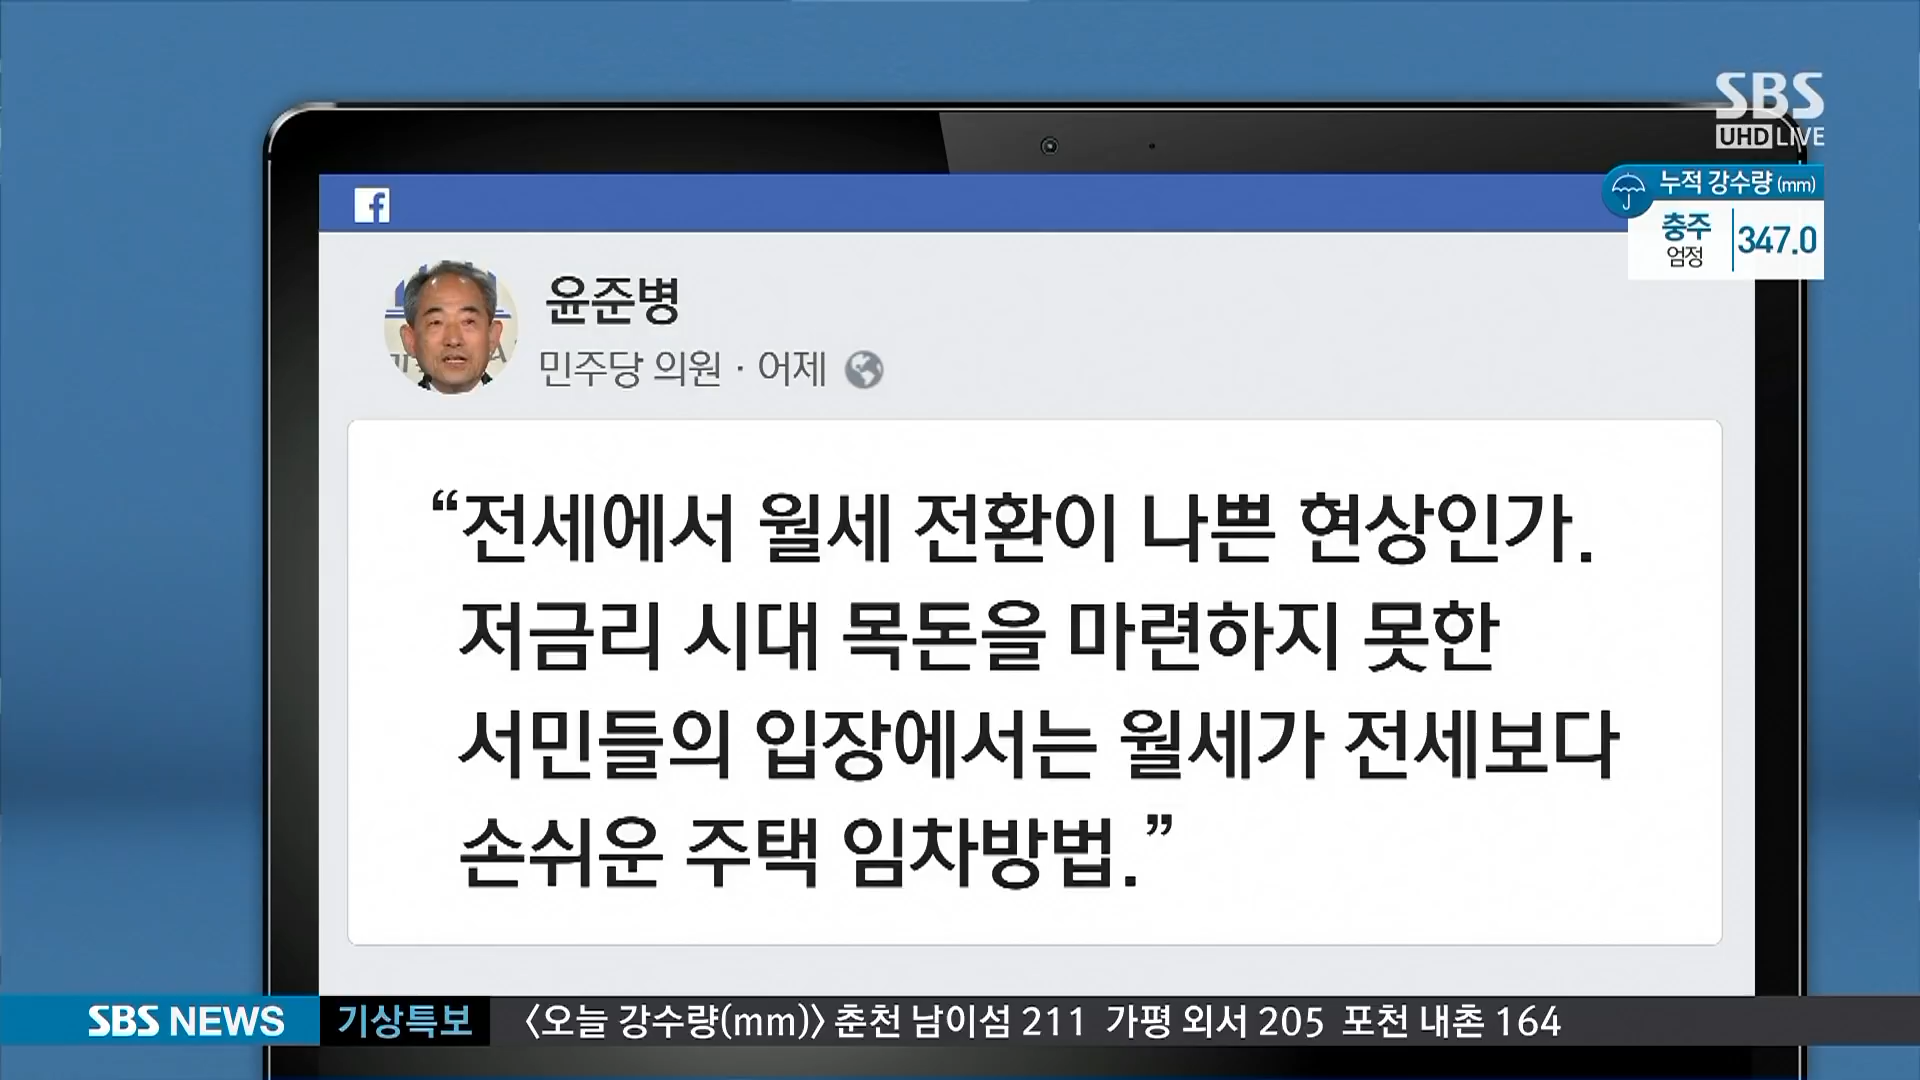 SBS
UHD LIVE
누적 강수량 (mm)
충주
엄정
347.0
윤준병
민주당 의원 · 어제
“전세에서 월세 전환이 나쁜 현상인가.
저금리 시대 목돈을 마련하지 못한
서민들의 입장에서는 월세가 전세보다
손쉬운 주택 임차방법.”
SBS NEWS
기상특보
〈오늘 강수량(mm)〉 춘천 남이섬 211 가평 외서 205 포천 내촌 164